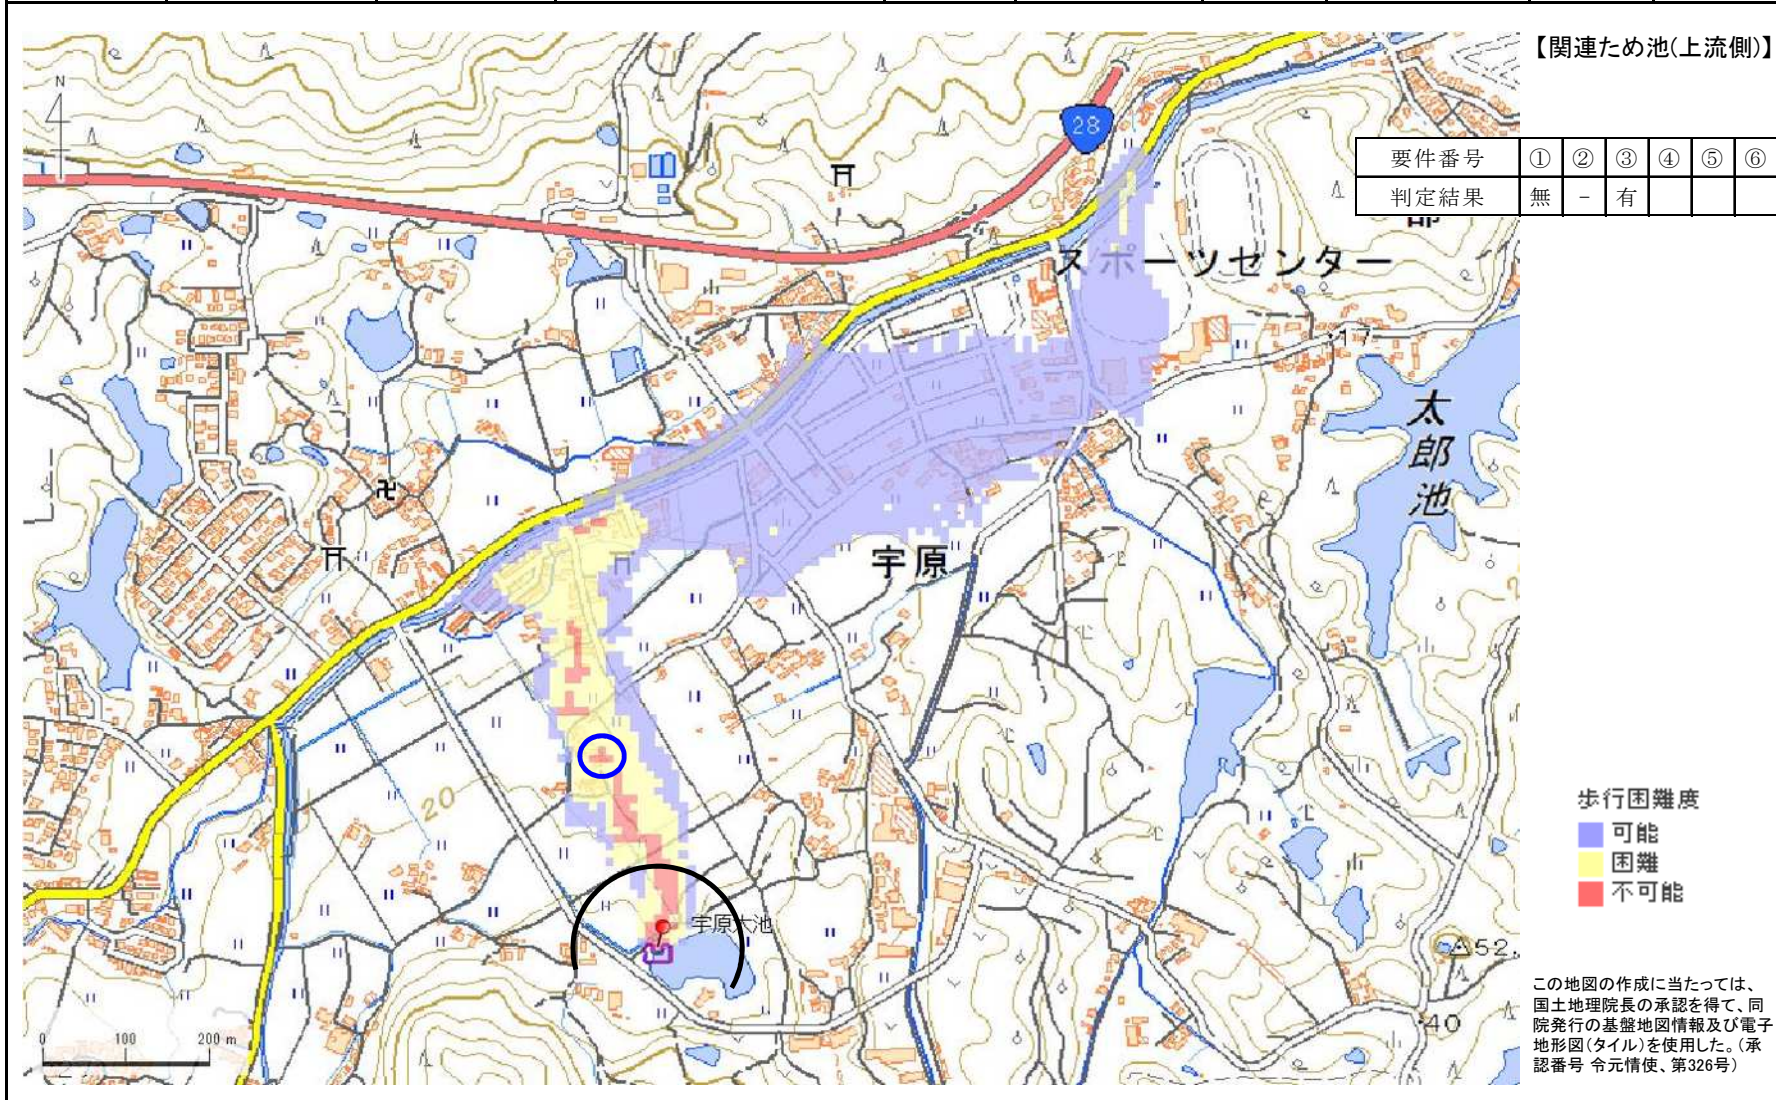 【関連ため池(上流側)】
N
28
要件番号 ① ② ③ ④ ⑤ ⑥
判定結果 無 - 有
スポーツセンター
117
太郎池
宇原
20
宇原大池
歩行困難度
可能
困難
不可能
52.
40
0 100 200 m
この地図の作成に当たっては、
国土地理院長の承認を得て、同
院発行の基盤地図情報及び電子
地形図(タイル)を使用した。(承
認番号 令元情使、第326号)